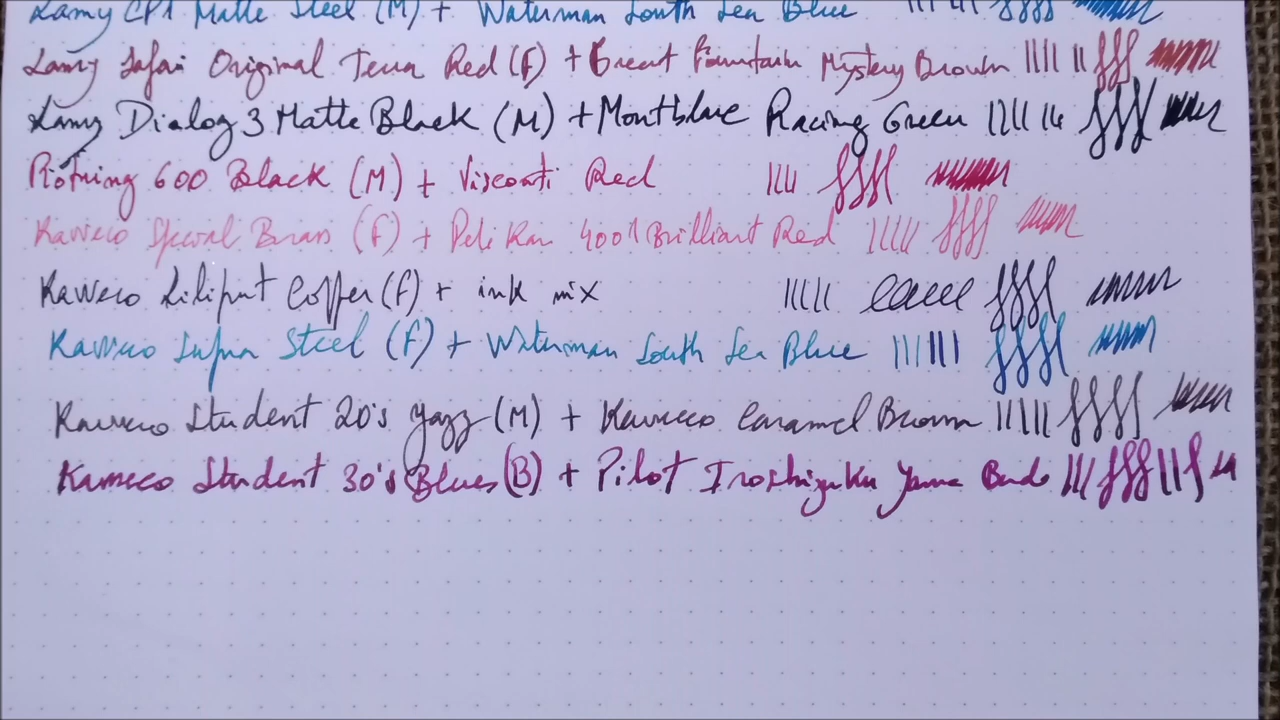 Lamy CP1 Matte Steel (M) + Waterman South Sea Blue
Lamy Safari Original Terra Red (F) + Great Fountain Mystery Brown
Lamy Dialog 3 Matte Black (M) + Montblanc Racing Green
Rotring 600 Black (M) + Visconti Red
Kaweco Special Brass (F) + Pelikan 4001 Brilliant Red
Kaweco Liliput Copper (F) + ink mix
Kaweco Supra Steel (F) + Waterman South Sea Blue
Kaweco Student 20's Jazz (M) + Kaweco Caramel Brown
Kaweco Student 30's Blues (B) + Pilot Iroshizuku Yama Budo